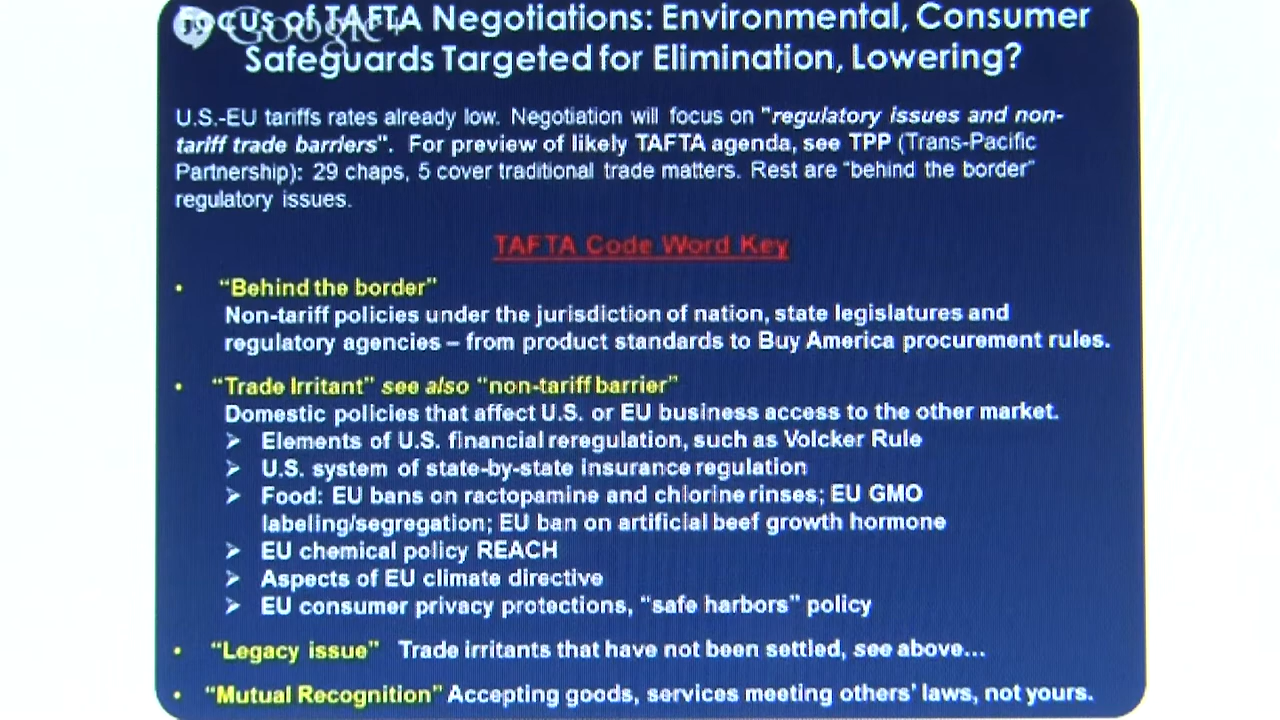 Focus of TAFTA Negotiations: Environmental, Consumer
Google+
Safeguards Targeted for Elimination, Lowering?
U.S.-EU tariffs rates already low. Negotiation will focus on "regulatory issues and non-
tariff trade barriers". For preview of likely TAFTA agenda, see TPP (Trans-Pacific
Partnership): 29 chaps, 5 cover traditional trade matters. Rest are "behind the border"
regulatory issues.
TAFTA Code Word Key
• "Behind the border"
Non-tariff policies under the jurisdiction of nation, state legislatures and
regulatory agencies – from product standards to Buy America procurement rules.
• "Trade Irritant" see also "non-tariff barrier"
Domestic policies that affect U.S. or EU business access to the other market.
➢ Elements of U.S. financial reregulation, such as Volcker Rule
➢ U.S. system of state-by-state insurance regulation
➢ Food: EU bans on ractopamine and chlorine rinses; EU GMO
labeling/segregation; EU ban on artificial beef growth hormone
➢ EU chemical policy REACH
➢ Aspects of EU climate directive
➢ EU consumer privacy protections, "safe harbors" policy
• "Legacy issue" Trade irritants that have not been settled, see above…
• "Mutual Recognition" Accepting goods, services meeting others' laws, not yours.